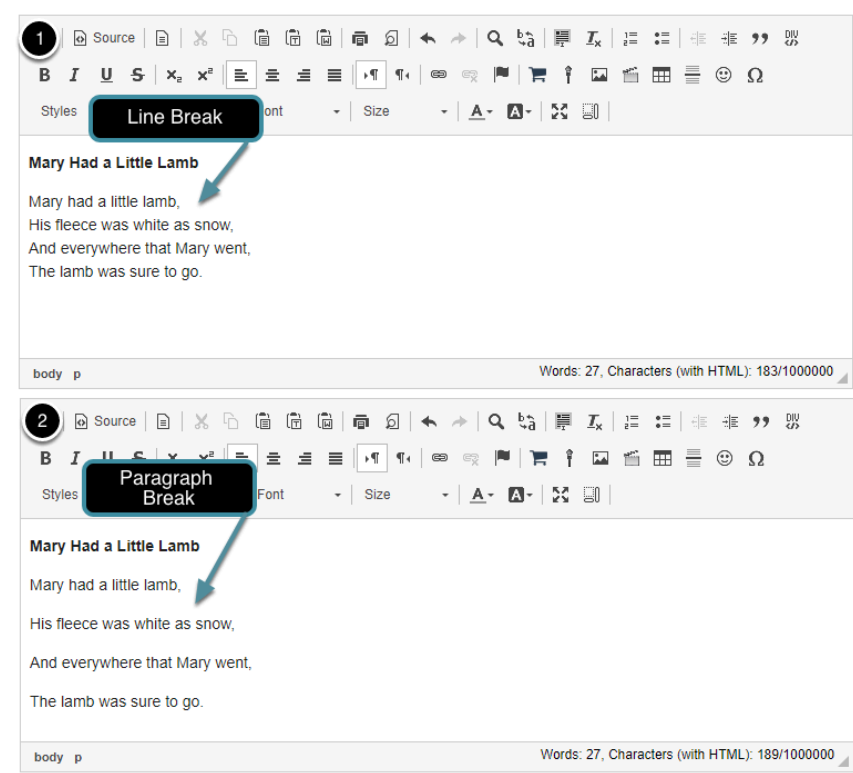 1 Source
B I U S x₂ x² Ω
Styles ont Size A A
Line Break
Mary Had a Little Lamb
Mary had a little lamb,
His fleece was white as snow,
And everywhere that Mary went,
The lamb was sure to go.
body p Words: 27, Characters (with HTML): 183/1000000
2 Source
B I U S x x² Ω
Styles Font Size A A
Paragraph
Break
Mary Had a Little Lamb
Mary had a little lamb,
His fleece was white as snow,
And everywhere that Mary went,
The lamb was sure to go.
body p Words: 27, Characters (with HTML): 189/1000000